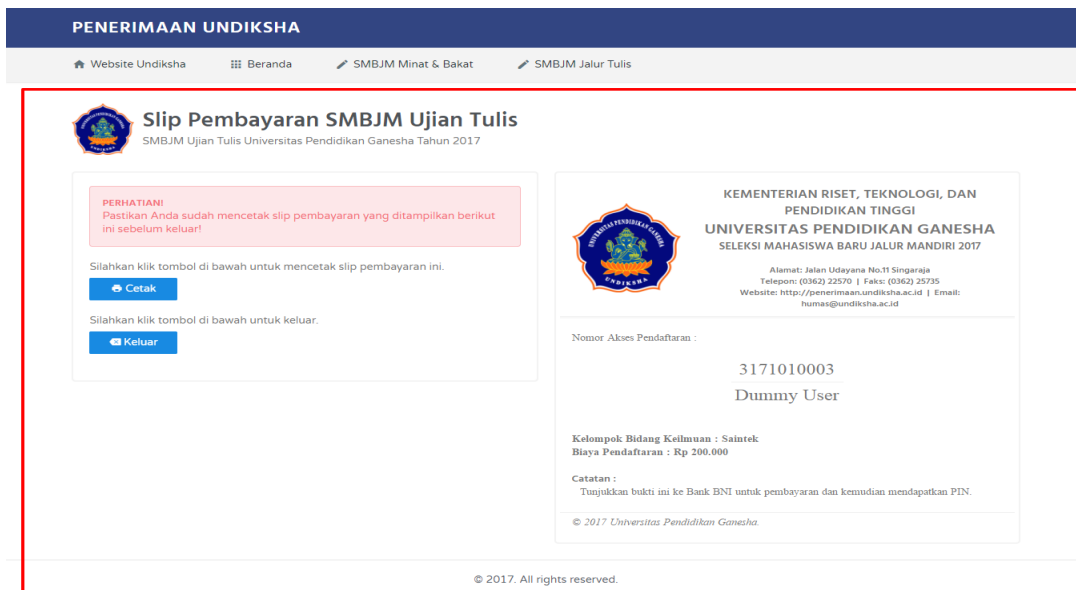 PENERIMAAN UNDIKSHA
Website Undiksha
Beranda
SMBJM Minat & Bakat
SMBJM Jalur Tulis
Slip Pembayaran SMBJM Ujian Tulis
SMBJM Ujian Tulis Universitas Pendidikan Ganesha Tahun 2017
PERHATIAN!
Pastikan Anda sudah mencetak slip pembayaran yang ditampilkan berikut
ini sebelum keluar!
Silahkan klik tombol di bawah untuk mencetak slip pembayaran ini.
Cetak
Silahkan klik tombol di bawah untuk keluar.
Keluar
UNIVERSITAS PENDIDIKAN GANESHA
UNDIKSHA
KEMENTERIAN RISET, TEKNOLOGI, DAN
PENDIDIKAN TINGGI
UNIVERSITAS PENDIDIKAN GANESHA
SELEKSI MAHASISWA BARU JALUR MANDIRI 2017
Alamat: Jalan Udayana No.11 Singaraja
Telepon: (0362) 22570 | Faks: (0362) 25735
Website: http://penerimaan.undiksha.ac.id | Email:
humas@undiksha.ac.id
Nomor Akses Pendaftaran :
3171010003
Dummy User
Kelompok Bidang Keilmuan : Saintek
Biaya Pendaftaran : Rp 200.000
Catatan :
Tunjukkan bukti ini ke Bank BNI untuk pembayaran dan kemudian mendapatkan PIN.
© 2017 Universitas Pendidikan Ganesha.
© 2017. All rights reserved.